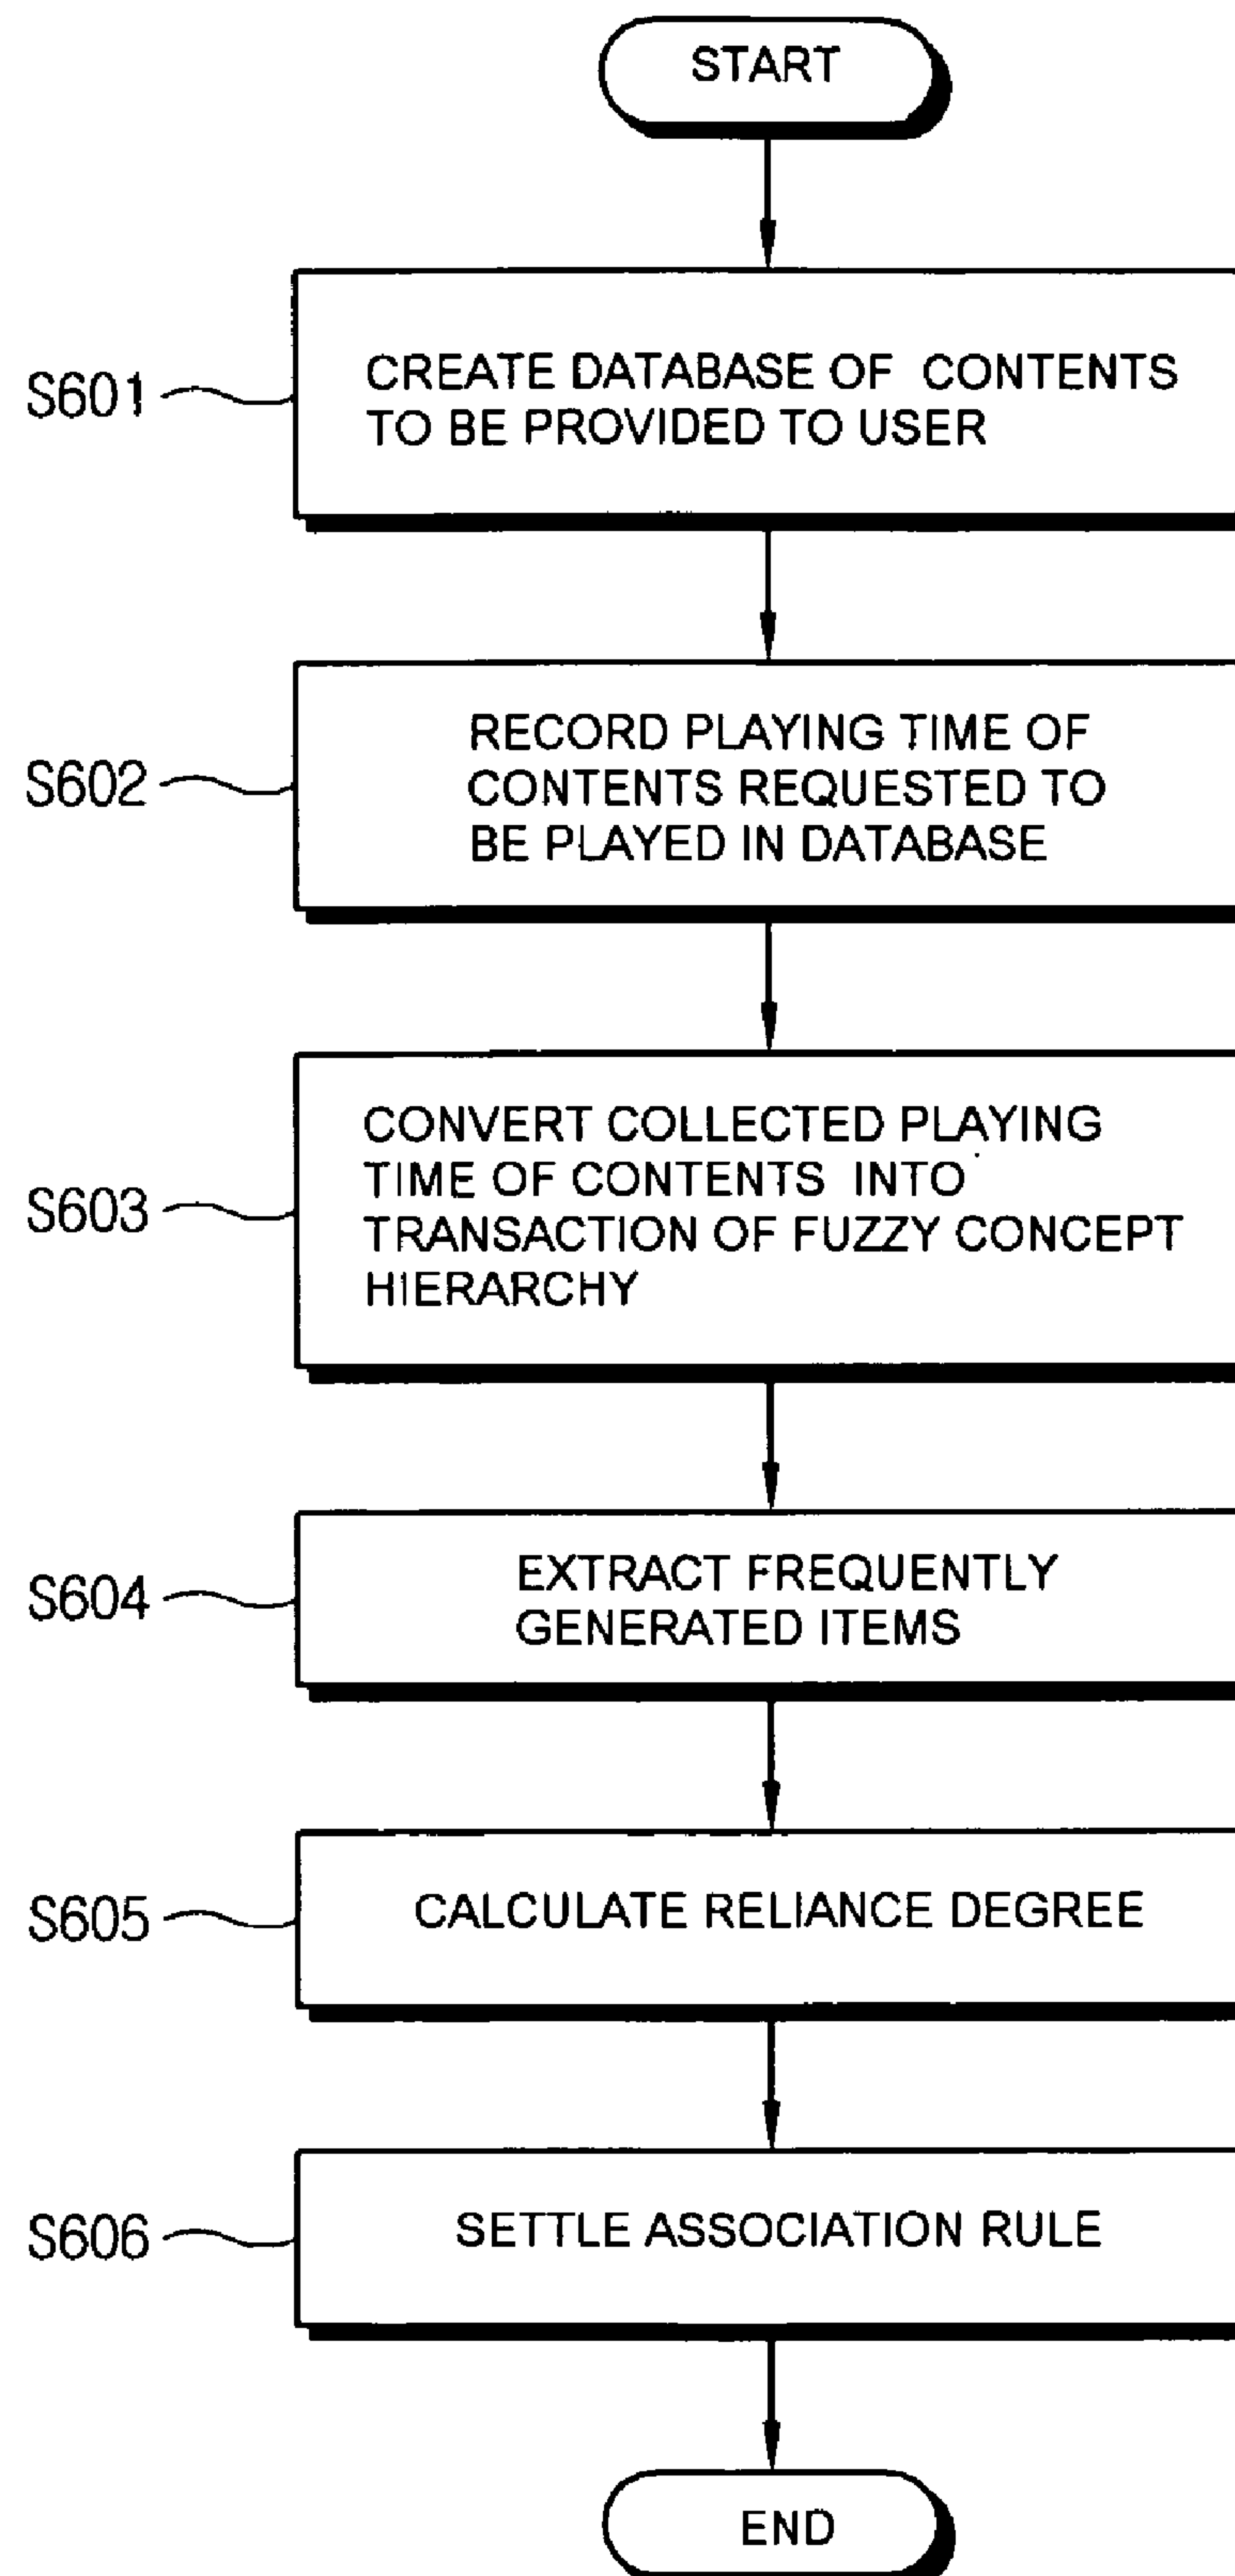 START
S601
CREATE DATABASE OF CONTENTS
TO BE PROVIDED TO USER
S602
RECORD PLAYING TIME OF
CONTENTS REQUESTED TO
BE PLAYED IN DATABASE
S603
CONVERT COLLECTED PLAYING
TIME OF CONTENTS INTO
TRANSACTION OF FUZZY CONCEPT
HIERARCHY
S604
EXTRACT FREQUENTLY
GENERATED ITEMS
S605
CALCULATE RELIANCE DEGREE
S606
SETTLE ASSOCIATION RULE
END